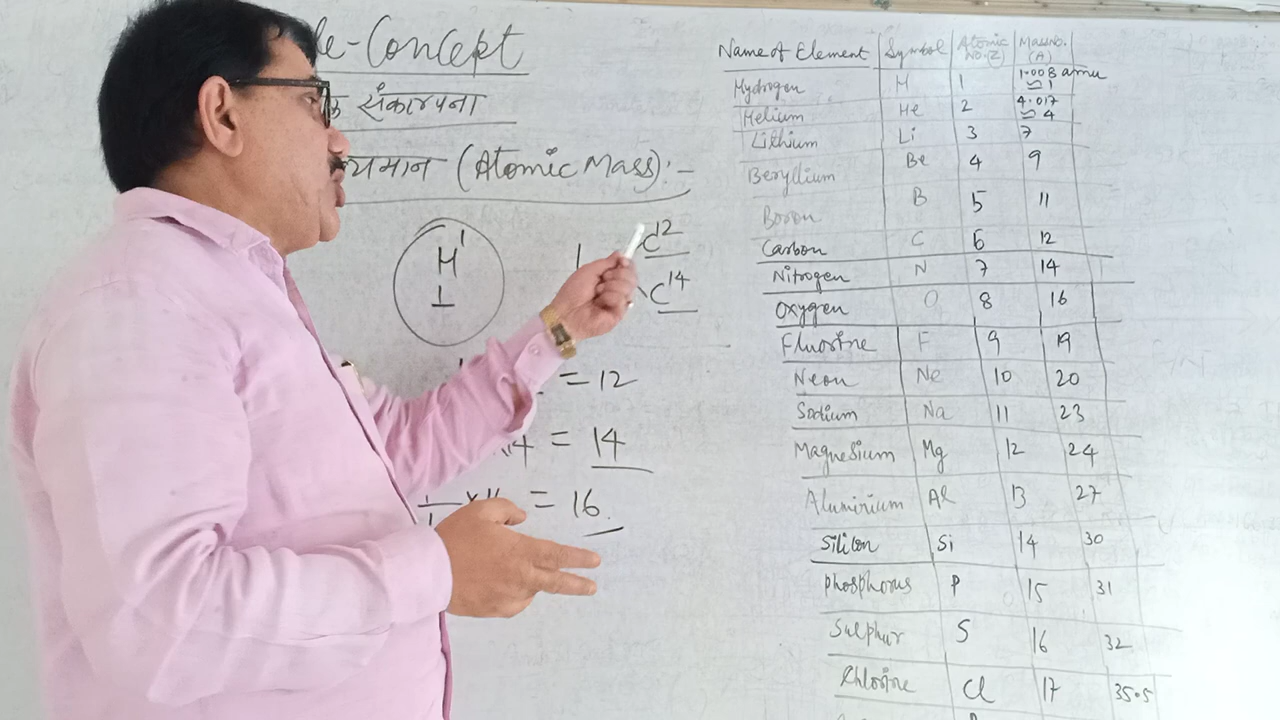 le-Concept
संकारपना
यमान (Atomic Mass):-
H¹
1
C¹²
C¹⁴
= 12
14 = 14
= 16
Name of Element Symbol Atomic No.(Z) Mass No. (A)
Hydrogen H 1 1.008 amu ≃ 1
Helium He 2 4.017 ≃ 4
Lithium Li 3 7
Beryllium Be 4 9
Boron B 5 11
Carbon C 6 12
Nitrogen N 7 14
Oxygen O 8 16
Fluorine F 9 19
Neon Ne 10 20
Sodium Na 11 23
Magnesium Mg 12 24
Aluminium Al 13 27
Silicon Si 14 30
Phosphorus P 15 31
Sulphur S 16 32
Chlorine Cl 17 35.5